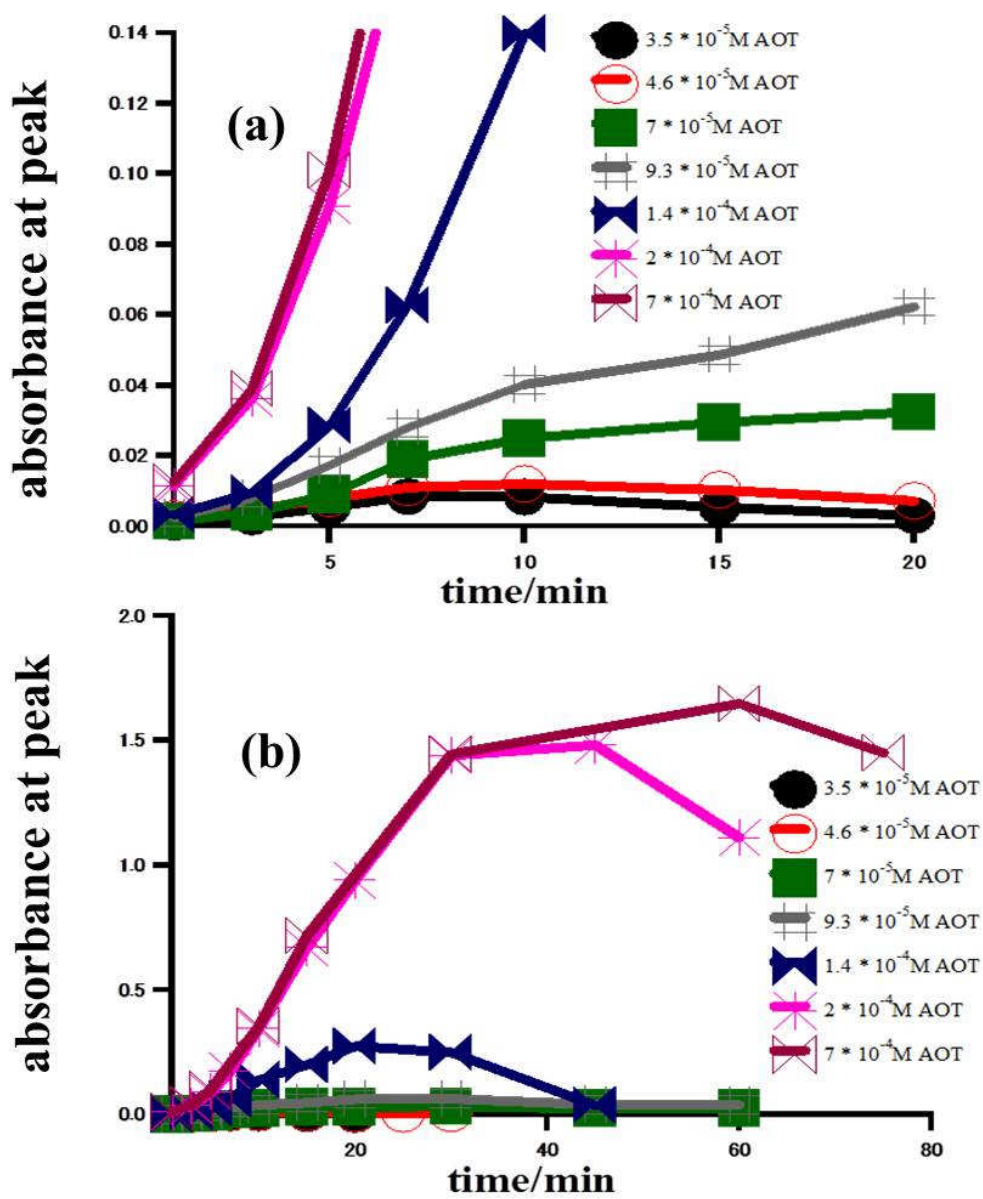 absorbance at peak
(a)
0.14
0.12
0.10
0.08
0.06
0.04
0.02
0.00
5
10
15
20
time/min
3.5 * 10⁻⁵M AOT
4.6 * 10⁻⁵M AOT
7 * 10⁻⁵M AOT
9.3 * 10⁻⁵M AOT
1.4 * 10⁻⁴M AOT
2 * 10⁻⁴M AOT
7 * 10⁻⁴M AOT
absorbance at peak
(b)
2.0
1.5
1.0
0.5
0.0
20
40
60
80
time/min
3.5 * 10⁻⁵M AOT
4.6 * 10⁻⁵M AOT
7 * 10⁻⁵M AOT
9.3 * 10⁻⁵M AOT
1.4 * 10⁻⁴M AOT
2 * 10⁻⁴M AOT
7 * 10⁻⁴M AOT